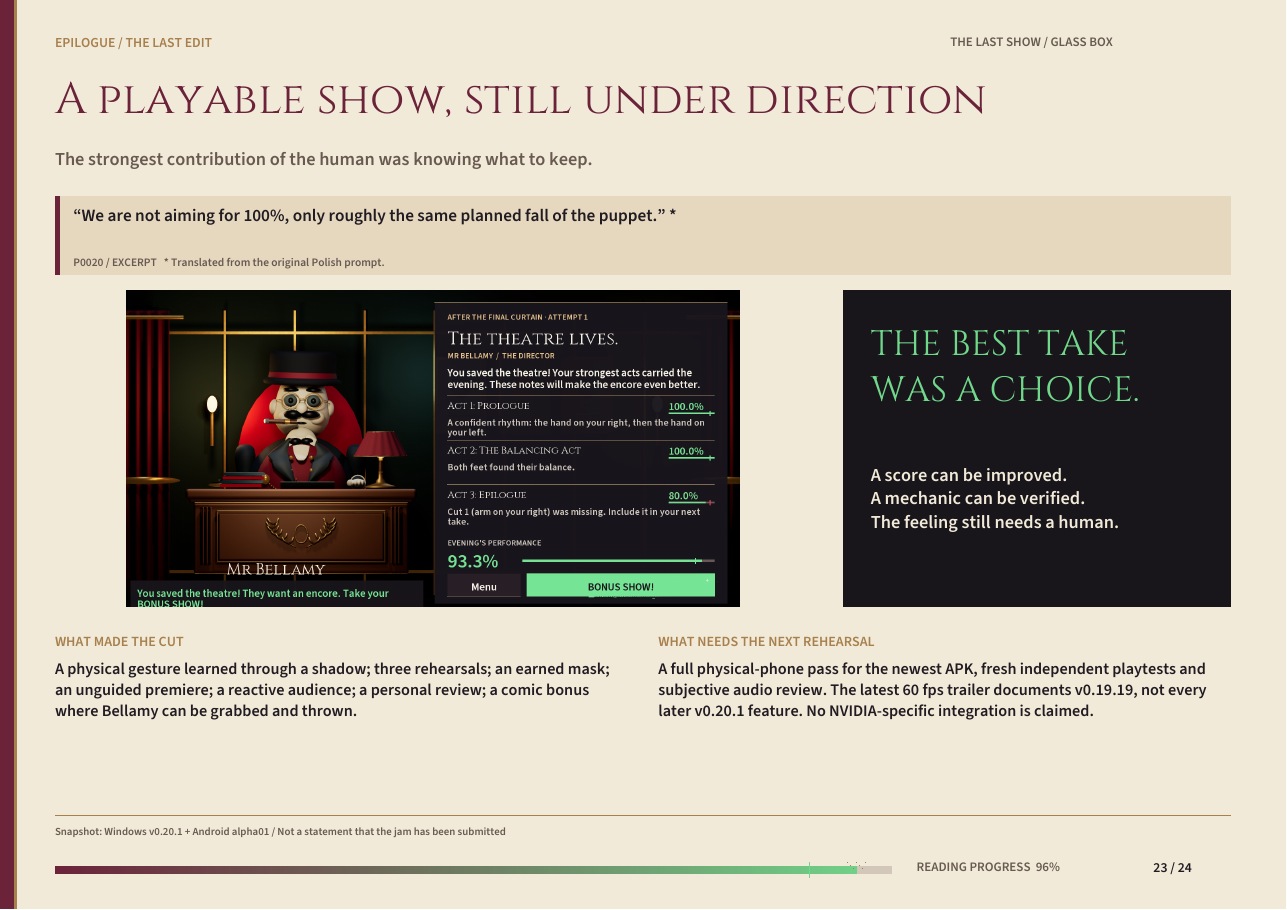 EPILOGUE / THE LAST EDIT
THE LAST SHOW / GLASS BOX
A PLAYABLE SHOW, STILL UNDER DIRECTION
The strongest contribution of the human was knowing what to keep.
“We are not aiming for 100%, only roughly the same planned fall of the puppet.” *
P0020 / EXCERPT * Translated from the original Polish prompt.
AFTER THE FINAL CURTAIN · ATTEMPT 1
THE THEATRE LIVES.
MR BELLAMY / THE DIRECTOR
You saved the theatre! Your strongest acts carried the
evening. These notes will make the encore even better.
ACT 1: PROLOGUE
100.0%
A confident rhythm: the hand on your right, then the hand on
your left.
ACT 2: THE BALANCING ACT
100.0%
Both feet found their balance.
ACT 3: EPILOGUE
80.0%
Cut 1 (arm on your right) was missing. Include it in your next
take.
EVENING'S PERFORMANCE
93.3%
Menu
BONUS SHOW!
MR BELLAMY
You saved the theatre! They want an encore. Take your
BONUS SHOW!
THE BEST TAKE
WAS A CHOICE.
A score can be improved.
A mechanic can be verified.
The feeling still needs a human.
WHAT MADE THE CUT
A physical gesture learned through a shadow; three rehearsals; an earned mask;
an unguided premiere; a reactive audience; a personal review; a comic bonus
where Bellamy can be grabbed and thrown.
WHAT NEEDS THE NEXT REHEARSAL
A full physical-phone pass for the newest APK, fresh independent playtests and
subjective audio review. The latest 60 fps trailer documents v0.19.19, not every
later v0.20.1 feature. No NVIDIA-specific integration is claimed.
Snapshot: Windows v0.20.1 + Android alpha01 / Not a statement that the jam has been submitted
READING PROGRESS 96%
23 / 24